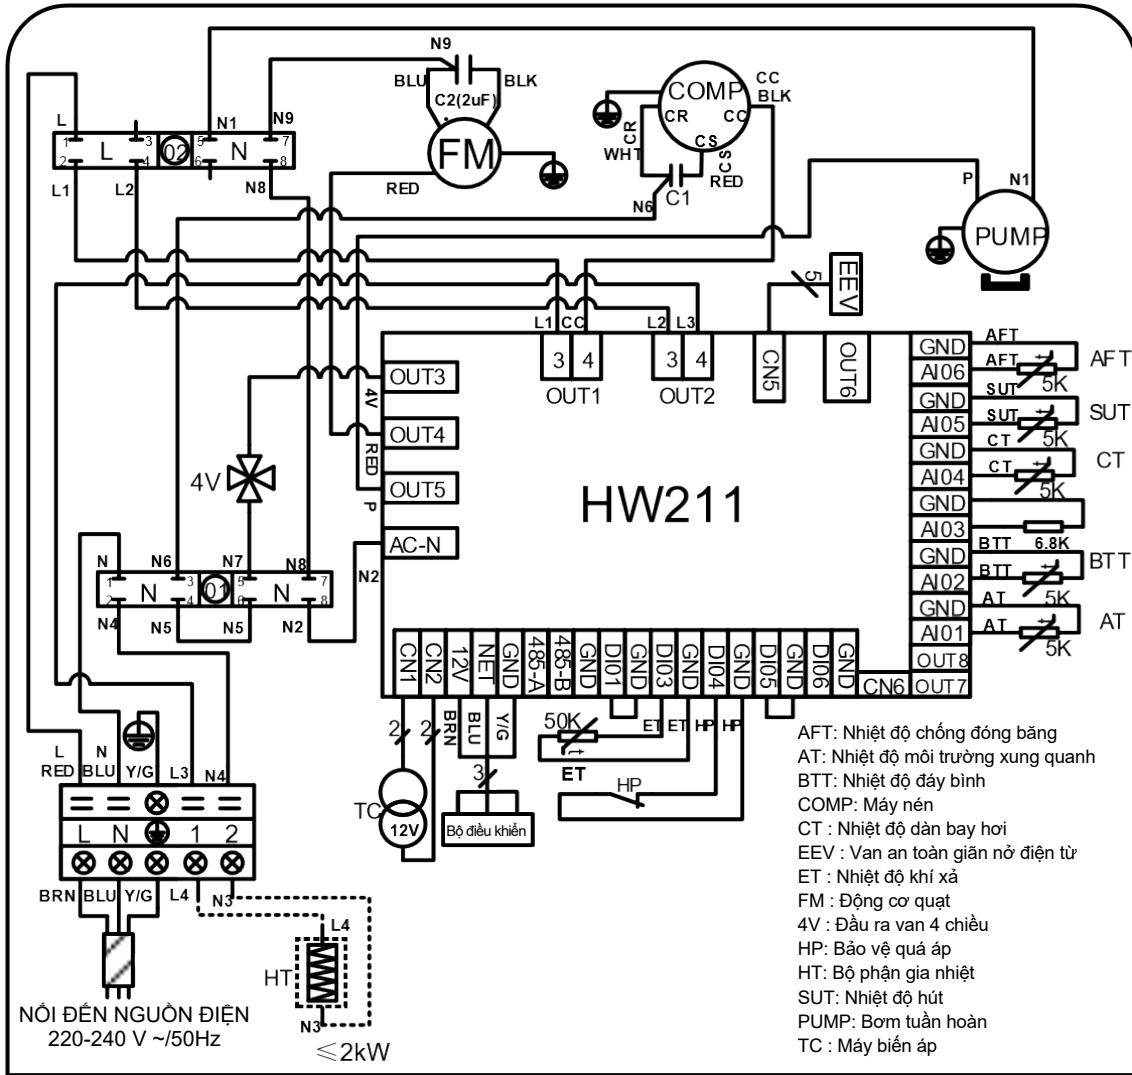 N9
BLU
BLK
C2(2uF)
FM
RED
COMP
CR
CC
CS
CC
BLK
CR
WHT
CS
RED
C1
N6
P
N1
PUMP
L
1
3
L
02
2
4
N1
N9
5
7
N
6
8
L1
L2
N8
5
EEV
L1
CC
L2
L3
3
4
3
4
OUT1
OUT2
CN5
OUT6
OUT3
4V
OUT4
RED
OUT5
P
AC-N
N2
4V
HW211
GND
AFT
AI06
AFT
5K
AFT
GND
SUT
AI05
SUT
5K
SUT
GND
CT
AI04
CT
5K
CT
GND
AI03
6.8K
GND
BTT
AI02
BTT
5K
BTT
GND
AT
AI01
AT
5K
AT
OUT8
CN6
OUT7
N
N6
N7
N8
1
3
5
7
N
01
N
2
4
6
8
N4
N5
N5
N2
CN1
CN2
12V
NET
GND
485-A
485-B
GND
DI01
GND
DI03
GND
DI04
GND
DI05
GND
DI06
GND
2
2
BRN
BLU
Y/G
3
TC
12V
Bộ điều khiển
50K
t
ET
ET
ET
HP
HP
HP
L
N
RED
BLU
Y/G
L3
N4
L
N
1
2
BRN
BLU
Y/G
L4
N3
L4
HT
N3
≤2kW
NỐI ĐẾN NGUỒN ĐIỆN
220-240 V ~/50Hz
AFT: Nhiệt độ chống đóng băng
AT: Nhiệt độ môi trường xung quanh
BTT: Nhiệt độ đáy bình
COMP: Máy nén
CT : Nhiệt độ dàn bay hơi
EEV : Van an toàn giãn nở điện từ
ET : Nhiệt độ khí xả
FM : Động cơ quạt
4V : Đầu ra van 4 chiều
HP: Bảo vệ quá áp
HT: Bộ phận gia nhiệt
SUT: Nhiệt độ hút
PUMP: Bơm tuần hoàn
TC : Máy biến áp